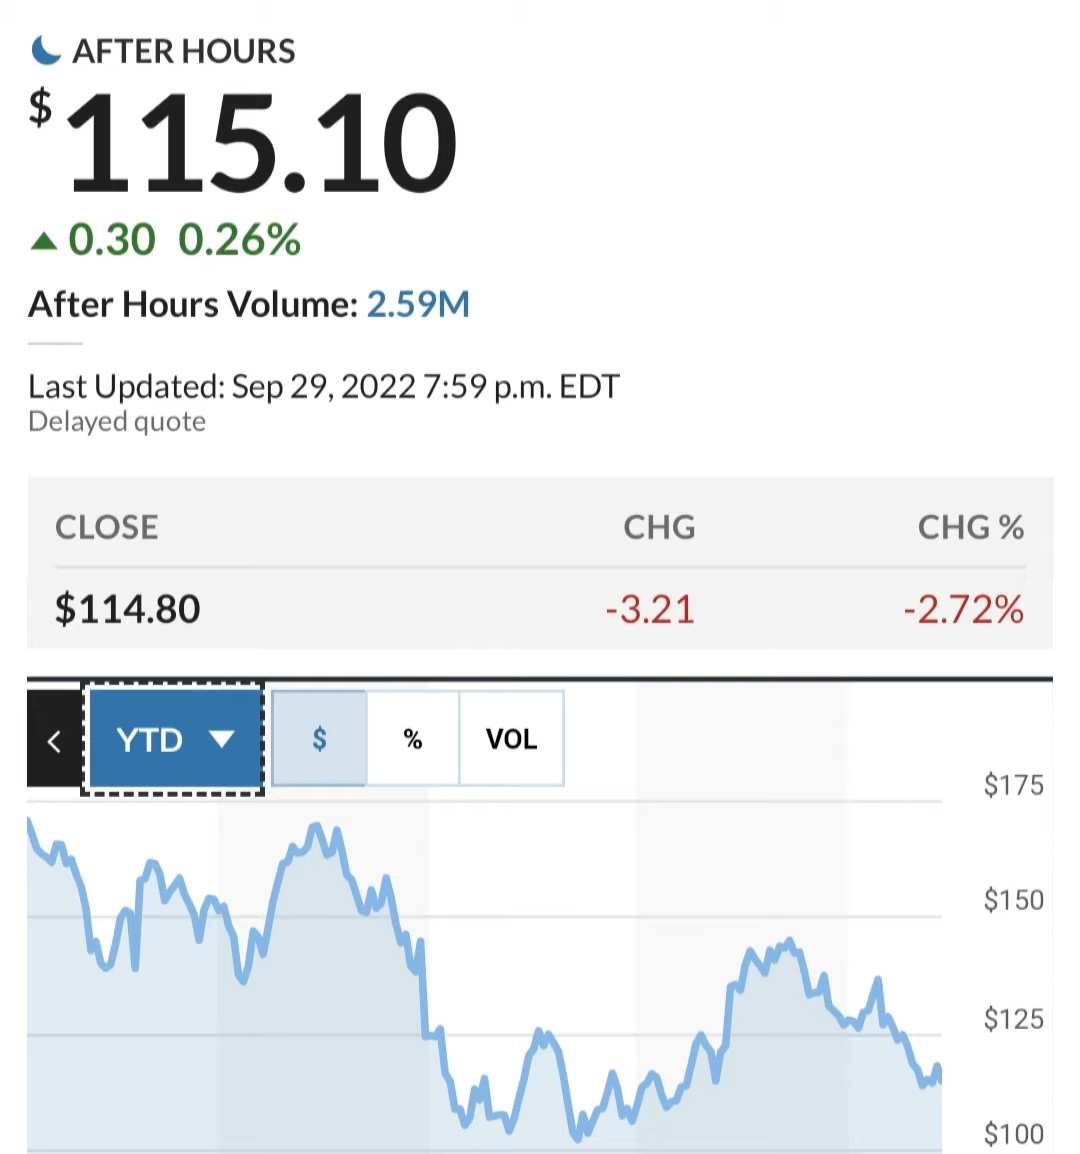 AFTER HOURS
$115.10
0.30 0.26%
After Hours Volume: 2.59M
Last Updated: Sep 29, 2022 7:59 p.m. EDT
Delayed quote
CLOSE CHG CHG %
$114.80 -3.21 -2.72%
YTD $ % VOL
$175
$150
$125
$100